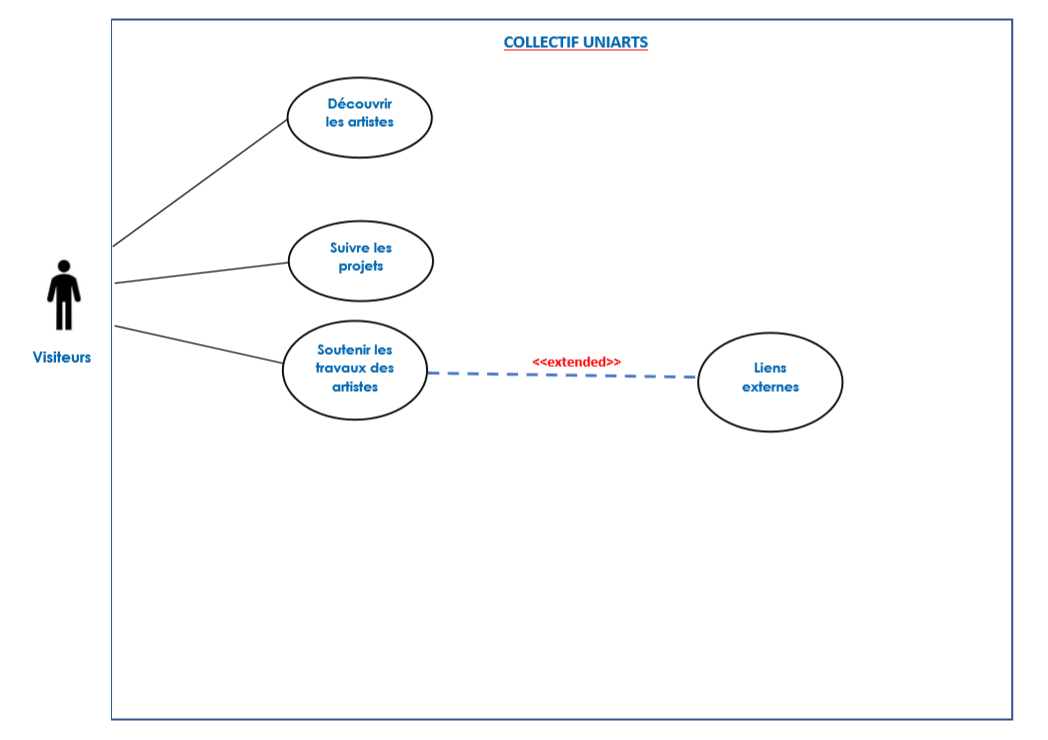 COLLECTIF UNIARTS
Découvrir
les artistes
Suivre les
projets
Visiteurs
Soutenir les
travaux des
artistes
<<extended>>
Liens
externes